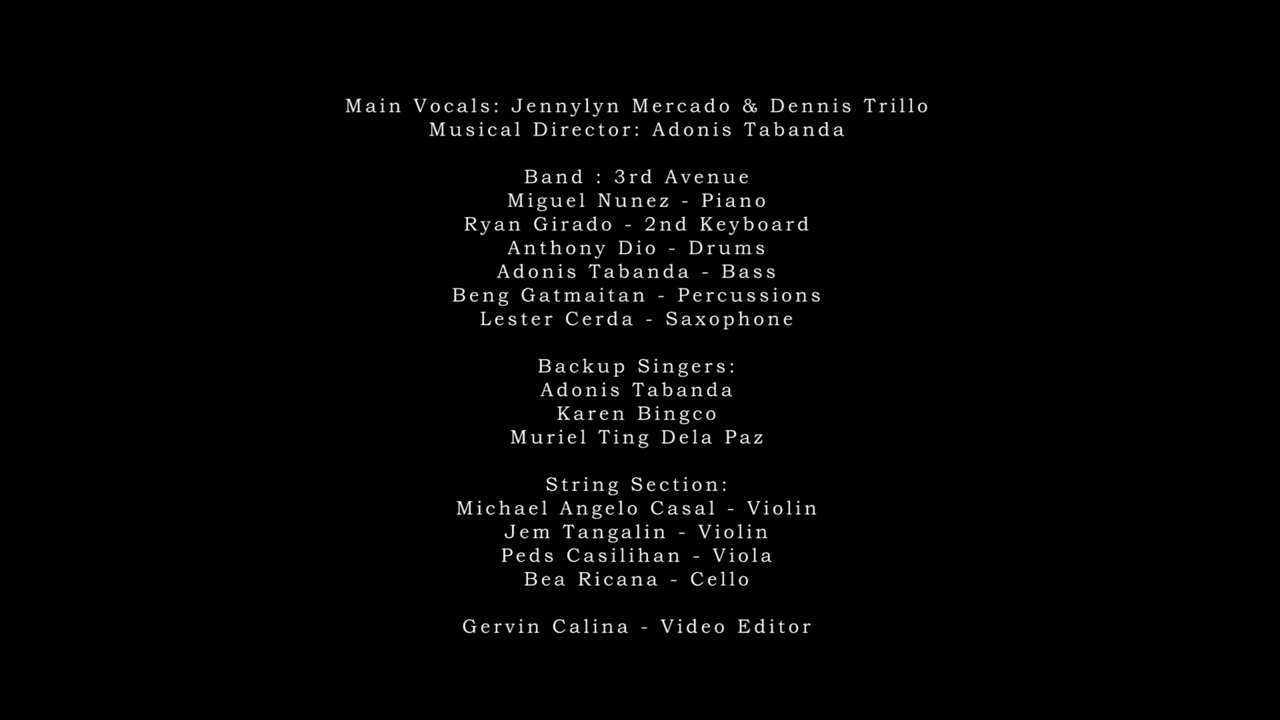 Main Vocals: Jennylyn Mercado & Dennis Trillo
Musical Director: Adonis Tabanda
Band : 3rd Avenue
Miguel Nunez - Piano
Ryan Girado - 2nd Keyboard
Anthony Dio - Drums
Adonis Tabanda - Bass
Beng Gatmaitan - Percussions
Lester Cerda - Saxophone
Backup Singers:
Adonis Tabanda
Karen Bingco
Muriel Ting Dela Paz
String Section:
Michael Angelo Casal - Violin
Jem Tangalin - Violin
Peds Casilihan - Viola
Bea Ricana - Cello
Gervin Calina - Video Editor